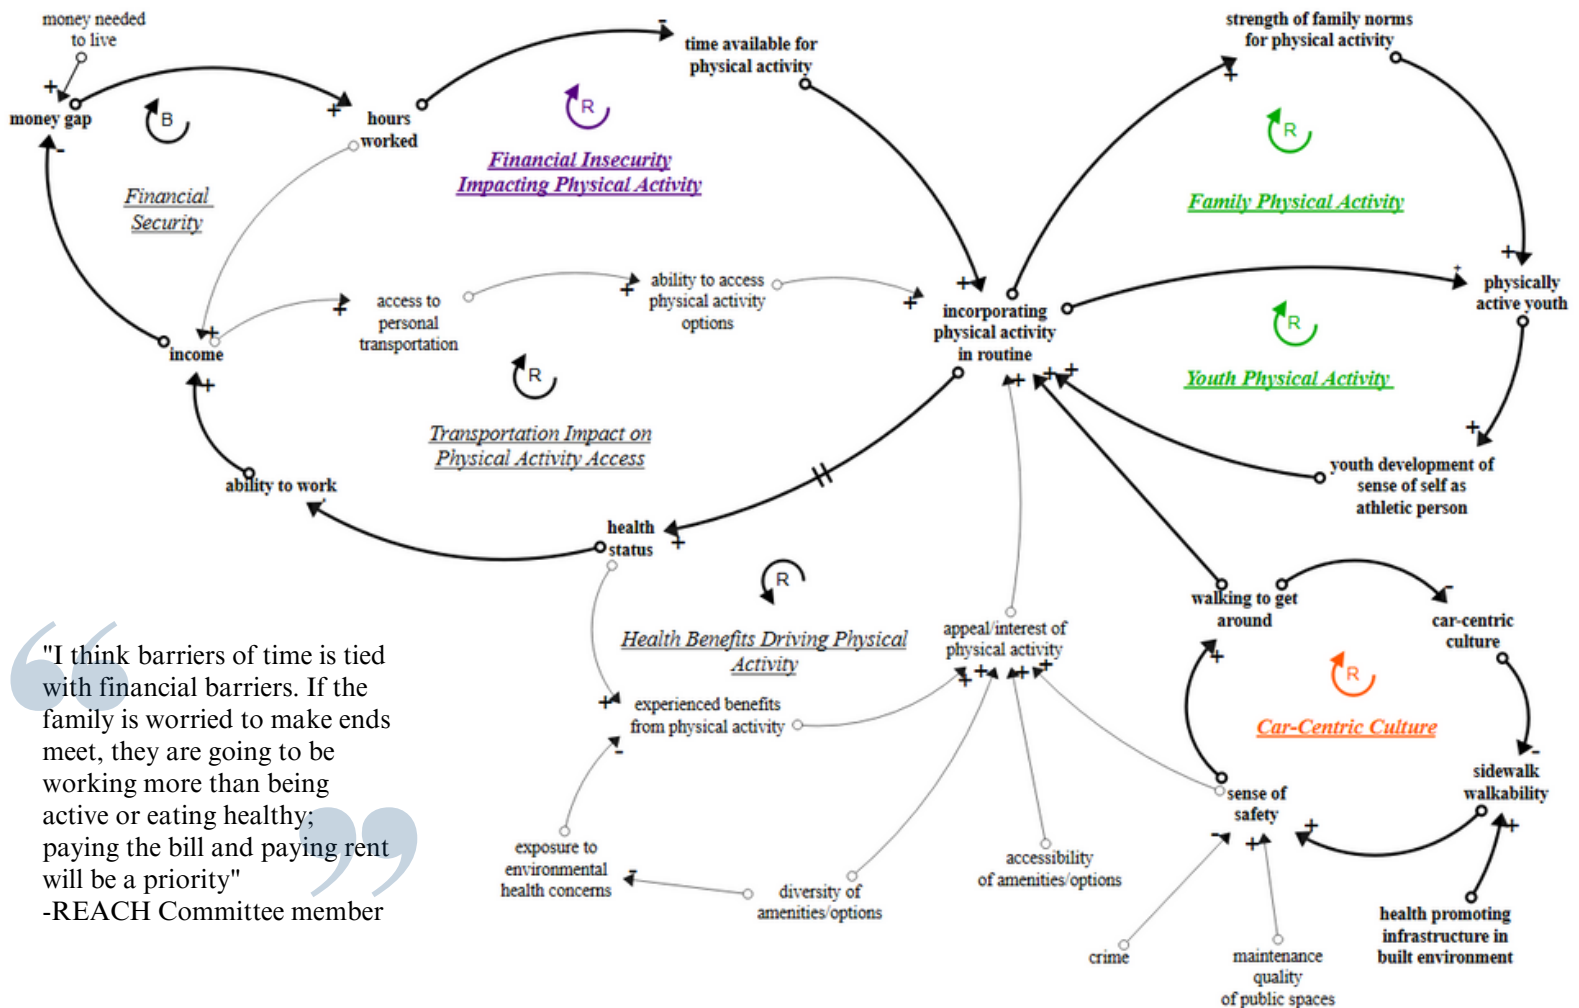 money needed
to live
+
money gap
-
B
Financial
Security
+
hours
worked
-
time available for
physical activity
R
Financial Insecurity
Impacting Physical Activity
strength of family norms
for physical activity
+
R
Family Physical Activity
+
physically
active youth
+
R
Youth Physical Activity
+
youth development of
sense of self as
athletic person
+
income
+
+
access to
personal
transportation
+
ability to access
physical activity
options
+
+
incorporating
physical activity
in routine
+
+
+
R
Transportation Impact on
Physical Activity Access
ability to work
+
health
status
+
R
Health Benefits Driving Physical
Activity
+
experienced benefits
from physical activity
-
appeal/interest of
physical activity
+
+
+
+
walking to get
around
+
-
car-centric
culture
R
Car-Centric Culture
-
sidewalk
walkability
+
sense of
safety
+
-
+
exposure to
environmental
health concerns
-
diversity of
amenities/options
accessibility
of amenities/options
crime
maintenance
quality
of public spaces
health promoting
infrastructure in
built environment
"I think barriers of time is tied
with financial barriers. If the
family is worried to make ends
meet, they are going to be
working more than being
active or eating healthy;
paying the bill and paying rent
will be a priority"
-REACH Committee member